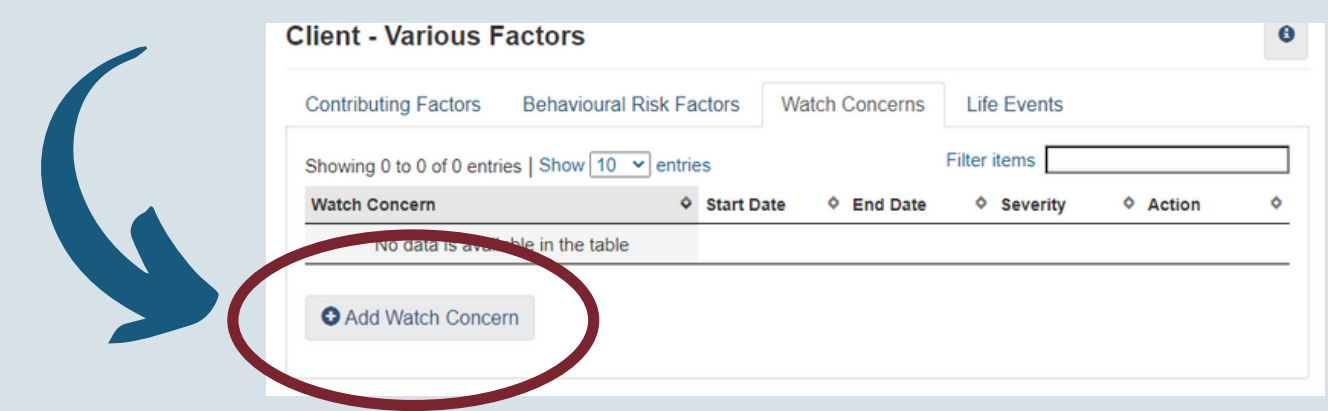 Client - Various Factors
Contributing Factors Behavioural Risk Factors Watch Concerns Life Events
Showing 0 to 0 of 0 entries | Show 10 entries Filter items
Watch Concern Start Date End Date Severity Action
No data is available in the table
Add Watch Concern